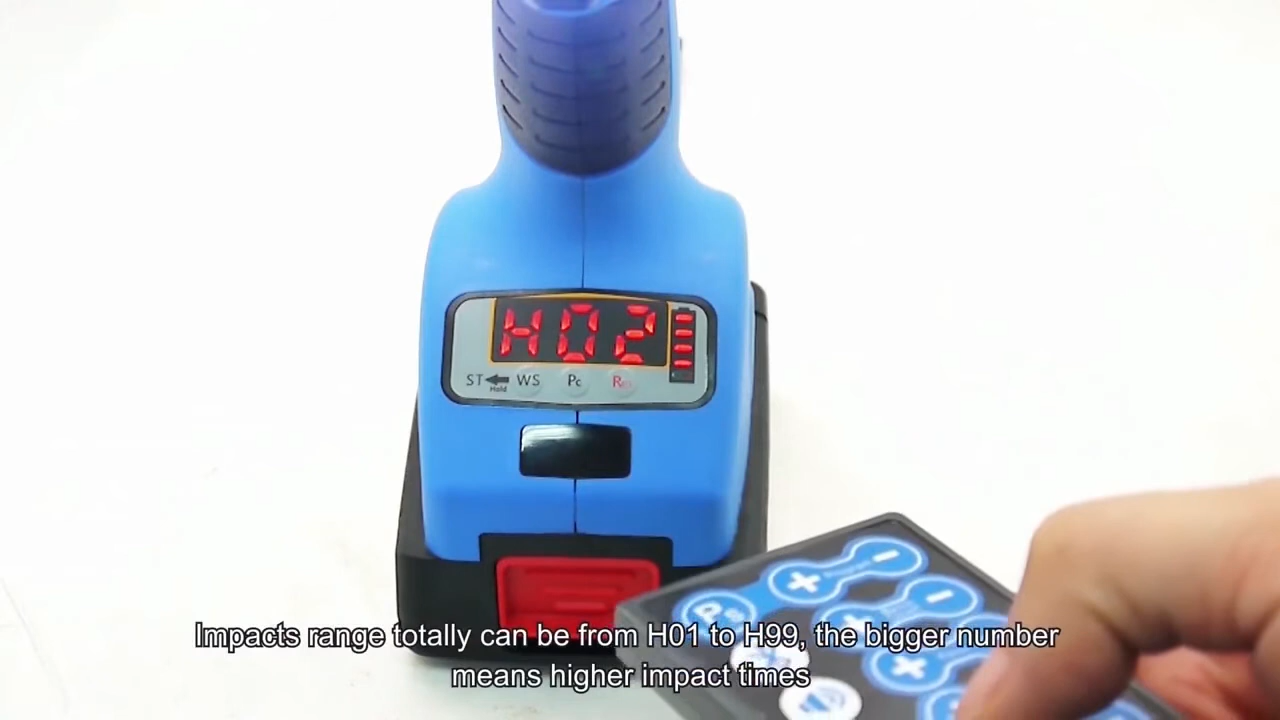 H02
ST WS Pc R
Hold
Impacts range totally can be from H01 to H99, the bigger number
means higher impact times